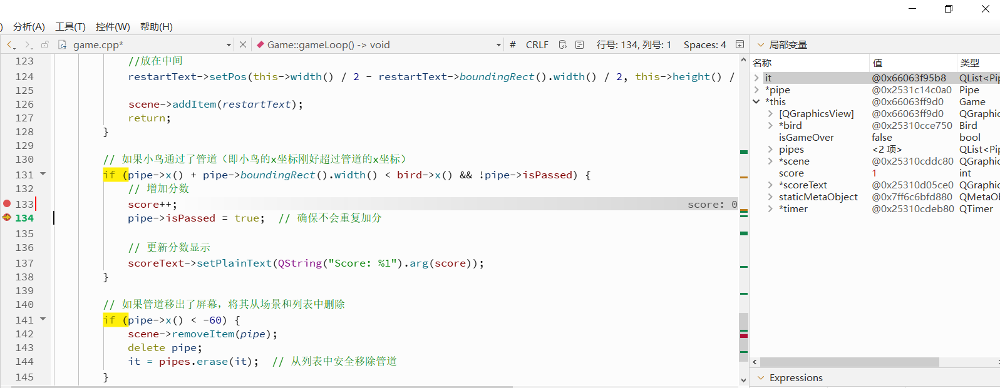 ) 分析(A) 工具(T) 控件(W) 帮助(H)
game.cpp* Game::gameLoop() -> void # CRLF 行号: 134, 列号: 1 Spaces: 4
123 //放在中间
124 restartText->setPos(this->width() / 2 - restartText->boundingRect().width() / 2, this->height() /
125
126 scene->addItem(restartText);
127 return;
128 }
129
130 // 如果小鸟通过了管道（即小鸟的x坐标刚好超过管道的x坐标）
131 if (pipe->x() + pipe->boundingRect().width() < bird->x() && !pipe->isPassed) {
132 // 增加分数
133 score++; score: 0
134 pipe->isPassed = true; // 确保不会重复加分
135
136 // 更新分数显示
137 scoreText->setPlainText(QString("Score: %1").arg(score));
138 }
139
140 // 如果管道移出了屏幕，将其从场景和列表中删除
141 if (pipe->x() < -60) {
142 scene->removeItem(pipe);
143 delete pipe;
144 it = pipes.erase(it); // 从列表中安全移除管道
145 }
局部变量
名称 值 类型
it @0x66063f95b8 QList<Pip
*pipe @0x2531c14c0a0 Pipe
*this @0x66063ff9d0 Game
[QGraphicsView] @0x66063ff9d0 QGraphic
*bird @0x25310cce750 Bird
isGameOver false bool
pipes <2 项> QList<Pip
*scene @0x25310cddc80 QGraphic
score 1 int
*scoreText @0x25310d05ce0 QGraphic
staticMetaObject @0x7ff6c6bfd880 QMetaOb
*timer @0x25310cdeb80 QTimer
Expressions